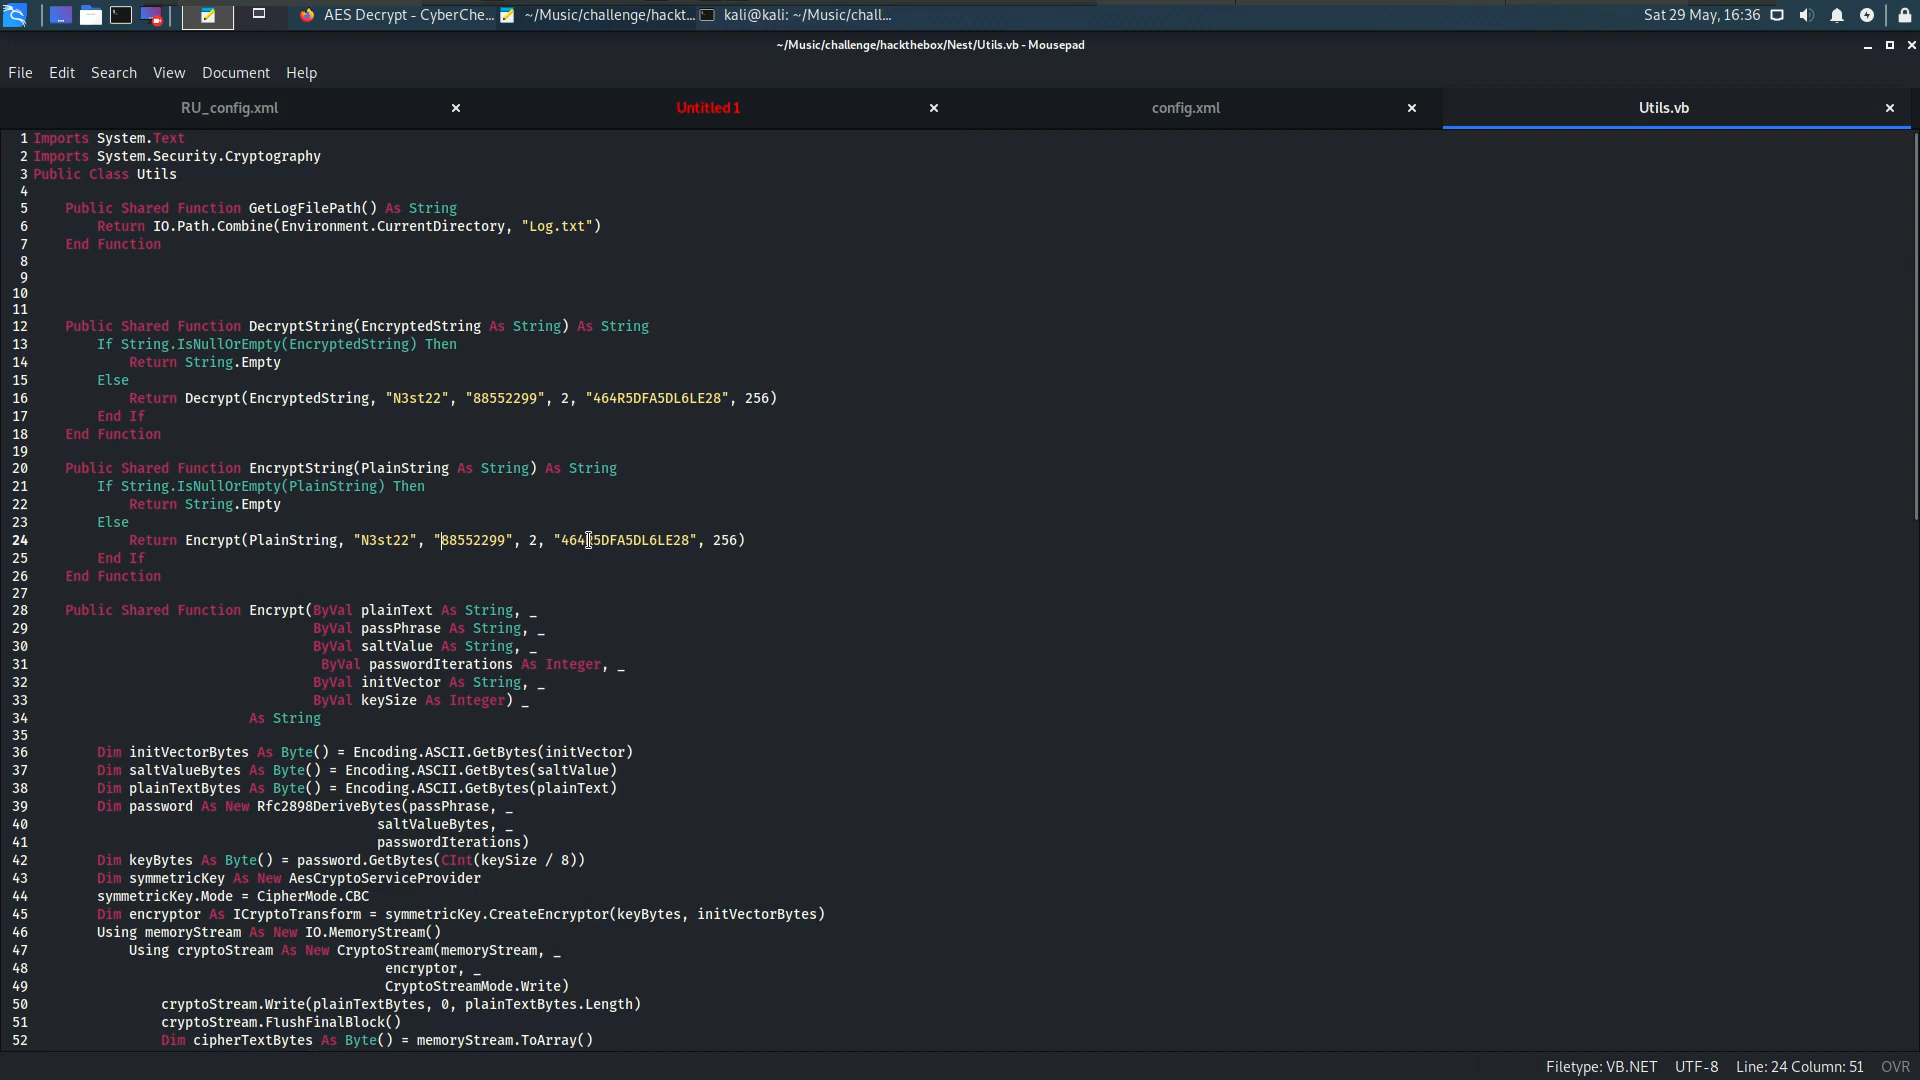 AES Decrypt - CyberChe... ~/Music/challenge/hackt... kali@kali: ~/Music/chall... Sat 29 May, 16:36
~/Music/challenge/hackthebox/Nest/Utils.vb - Mousepad
File Edit Search View Document Help
RU_config.xml Untitled 1 config.xml Utils.vb
1 Imports System.Text
2 Imports System.Security.Cryptography
3 Public Class Utils
4
5 Public Shared Function GetLogFilePath() As String
6 Return IO.Path.Combine(Environment.CurrentDirectory, "Log.txt")
7 End Function
8
9
10
11
12 Public Shared Function DecryptString(EncryptedString As String) As String
13 If String.IsNullOrEmpty(EncryptedString) Then
14 Return String.Empty
15 Else
16 Return Decrypt(EncryptedString, "N3st22", "88552299", 2, "464R5DFA5DL6LE28", 256)
17 End If
18 End Function
19
20 Public Shared Function EncryptString(PlainString As String) As String
21 If String.IsNullOrEmpty(PlainString) Then
22 Return String.Empty
23 Else
24 Return Encrypt(PlainString, "N3st22", "88552299", 2, "464R5DFA5DL6LE28", 256)
25 End If
26 End Function
27
28 Public Shared Function Encrypt(ByVal plainText As String, _
29 ByVal passPhrase As String, _
30 ByVal saltValue As String, _
31 ByVal passwordIterations As Integer, _
32 ByVal initVector As String, _
33 ByVal keySize As Integer) _
34 As String
35
36 Dim initVectorBytes As Byte() = Encoding.ASCII.GetBytes(initVector)
37 Dim saltValueBytes As Byte() = Encoding.ASCII.GetBytes(saltValue)
38 Dim plainTextBytes As Byte() = Encoding.ASCII.GetBytes(plainText)
39 Dim password As New Rfc2898DeriveBytes(passPhrase, _
40 saltValueBytes, _
41 passwordIterations)
42 Dim keyBytes As Byte() = password.GetBytes(CInt(keySize / 8))
43 Dim symmetricKey As New AesCryptoServiceProvider
44 symmetricKey.Mode = CipherMode.CBC
45 Dim encryptor As ICryptoTransform = symmetricKey.CreateEncryptor(keyBytes, initVectorBytes)
46 Using memoryStream As New IO.MemoryStream()
47 Using cryptoStream As New CryptoStream(memoryStream, _
48 encryptor, _
49 CryptoStreamMode.Write)
50 cryptoStream.Write(plainTextBytes, 0, plainTextBytes.Length)
51 cryptoStream.FlushFinalBlock()
52 Dim cipherTextBytes As Byte() = memoryStream.ToArray()
Filetype: VB.NET UTF-8 Line: 24 Column: 51 OVR